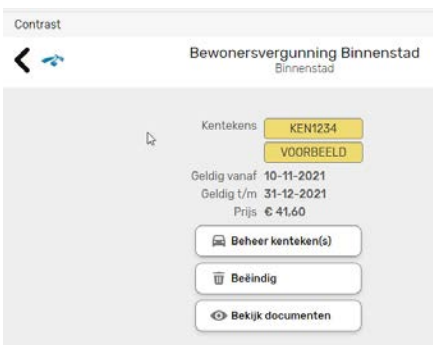 Contrast
Bewonersvergunning Binnenstad
Binnenstad
Kentekens KEN1234
VOORBEELD
Geldig vanaf 10-11-2021
Geldig t/m 31-12-2021
Prijs € 41,60
Beheer kenteken(s)
Beëindig
Bekijk documenten